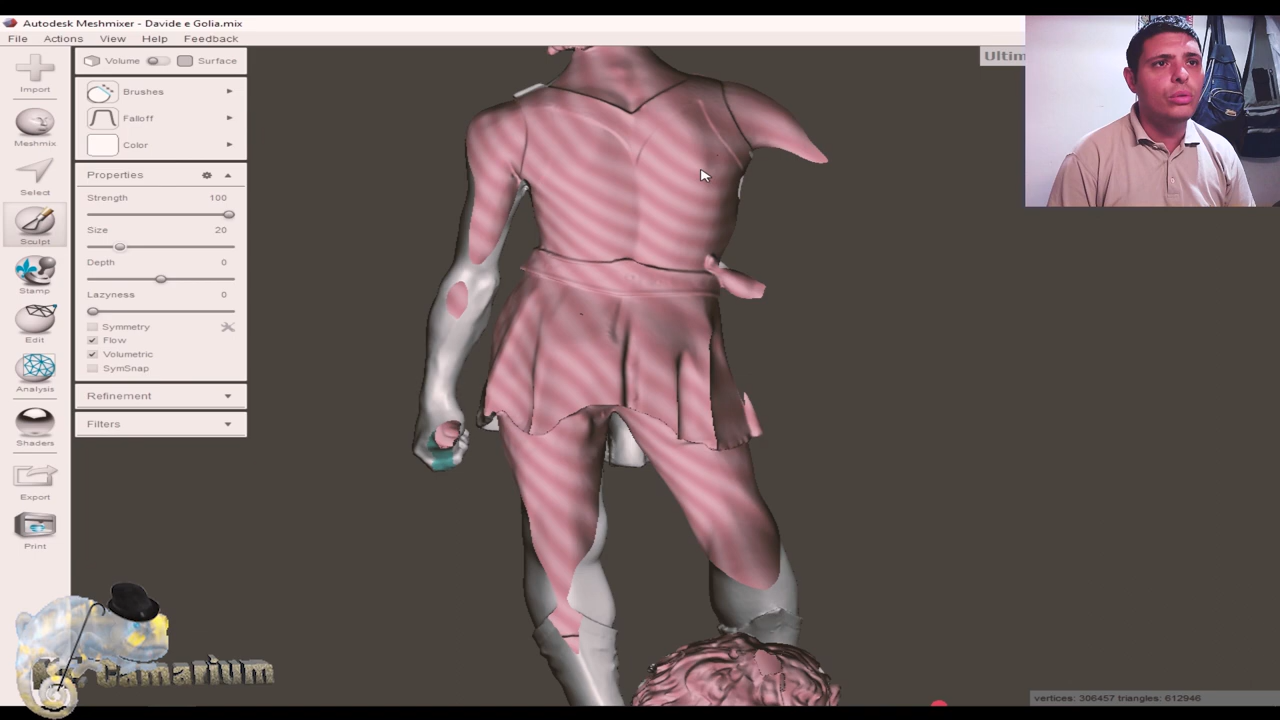 Autodesk Meshmixer - Davide e Golia.mix
File Actions View Help Feedback
Import
Meshmix
Select
Sculpt
Stamp
Edit
Analysis
Shaders
Export
Print
Volume Surface
Brushes
Falloff
Color
Properties
Strength 100
Size 20
Depth 0
Lazyness 0
Symmetry
Flow
Volumetric
SymSnap
Refinement
Filters
Ultim
Camarium
vertices: 306457 triangles: 612946